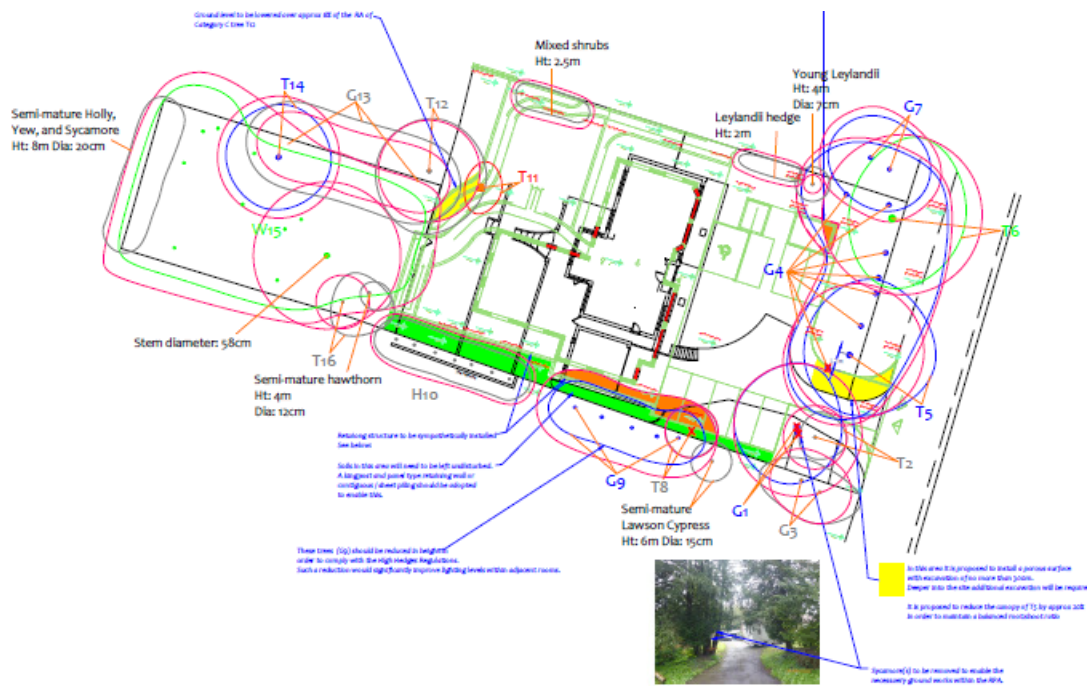 Ground level to be lowered over approx 8% of the RA of
Category C tree T12
Mixed shrubs
Ht: 2.5m
Young Leylandii
Ht: 4m
Dia: 7cm
Leylandii hedge
Ht: 2m
Semi-mature Holly,
Yew, and Sycamore
Ht: 8m Dia: 20cm
T14
G13
T12
T11
G7
T6
G4
W15
Stem diameter: 58cm
T16
Semi-mature hawthorn
Ht: 4m
Dia: 12cm
H10
T5
T2
Retaining structure to be sympathetically installed
See below
Soils in this area will need to be left undisturbed.
A kingpost and panel type retaining wall or
contiguous / sheet piling should be adopted
to enable this.
G9
T8
G1
G3
Semi-mature
Lawson Cypress
Ht: 6m Dia: 15cm
These trees (G9) should be reduced in height in
order to comply with the High Hedges Regulations.
Such a reduction would significantly improve lighting levels within adjacent rooms.
In this area it is proposed to install a porous surface
with excavation of no more than
Deeper into the site additional excavation will be require
It is proposed to reduce the canopy of T5 by approx 20%
in order to maintain a balanced root:shoot ratio
Sycamore(s) to be removed to enable the
necessary ground works within the RPA.